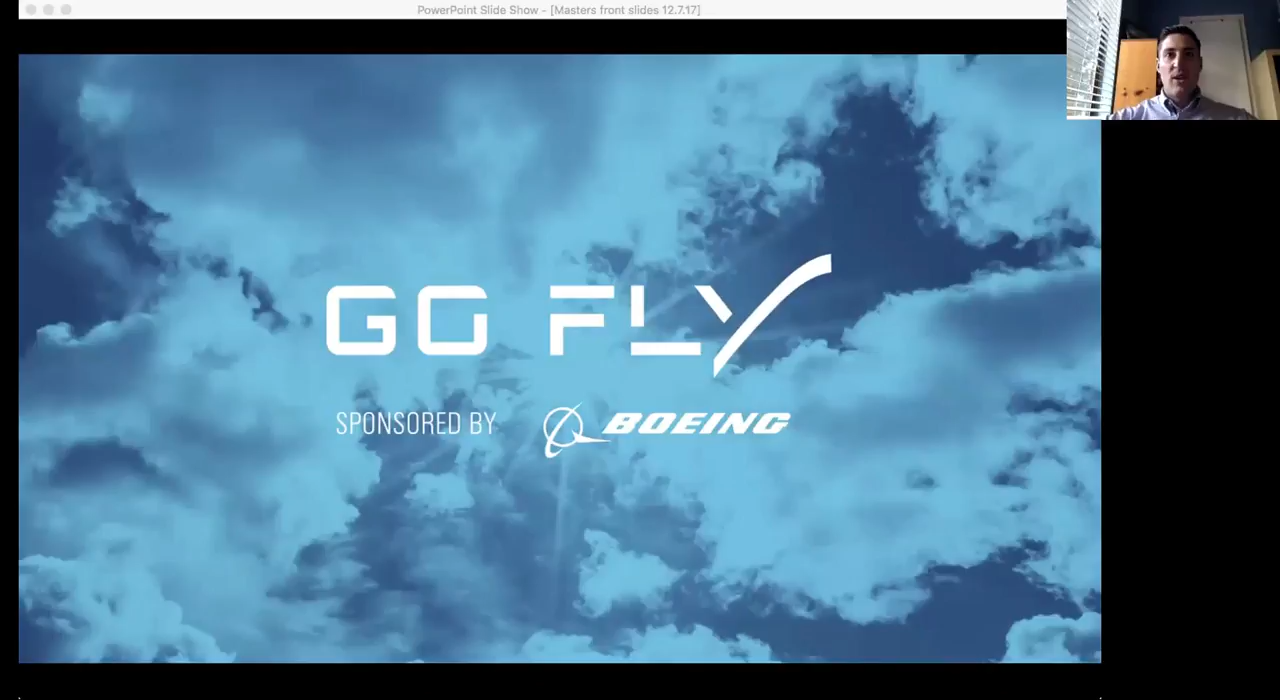 PowerPoint Slide Show - [Masters front slides 12.7.17]
GO FLY
SPONSORED BY BOEING